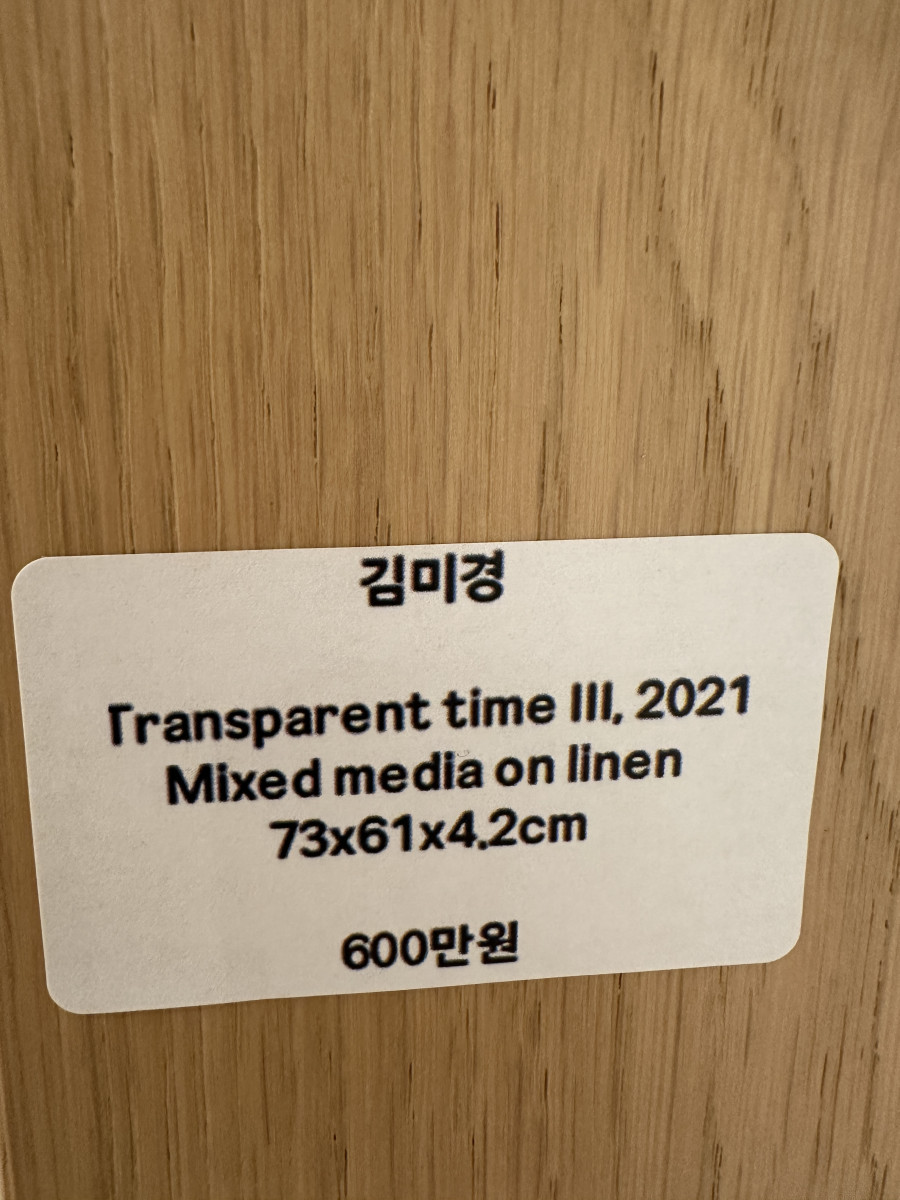 김미경
Transparent time III, 2021
Mixed media on linen
73x61x4.2cm
600만원